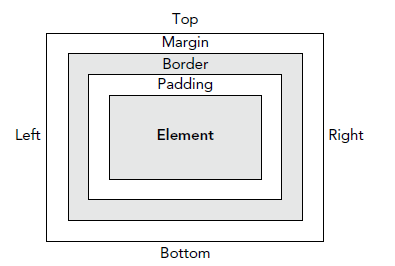 Top
Margin
Border
Padding
Left
Element
Right
Bottom